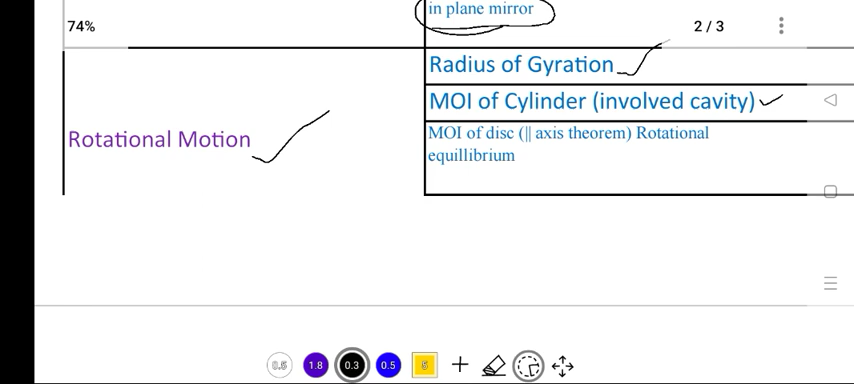 in plane mirror
74%
2 / 3
Radius of Gyration
MOI of Cylinder (involved cavity)
Rotational Motion
MOI of disc (|| axis theorem) Rotational
equillibrium
0.5 1.8 0.3 0.5 5